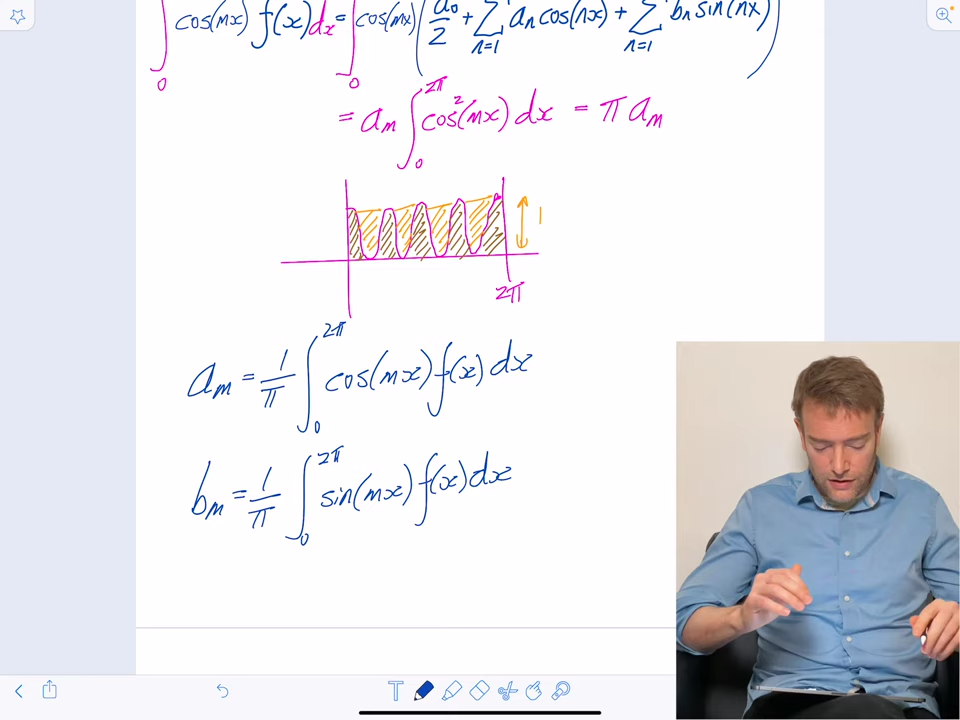 ∫₀ cos(mx) f(x) dx = ∫₀ cos(mx) ( a₀/2 + Σ_{n=1} aₙ cos(nx) + Σ_{n=1} bₙ sin(nx) )
= aₘ ∫₀^{2π} cos²(mx) dx = π aₘ
1
2π
aₘ = 1/π ∫₀^{2π} cos(mx) f(x) dx
bₘ = 1/π ∫₀^{2π} sin(mx) f(x) dx
T